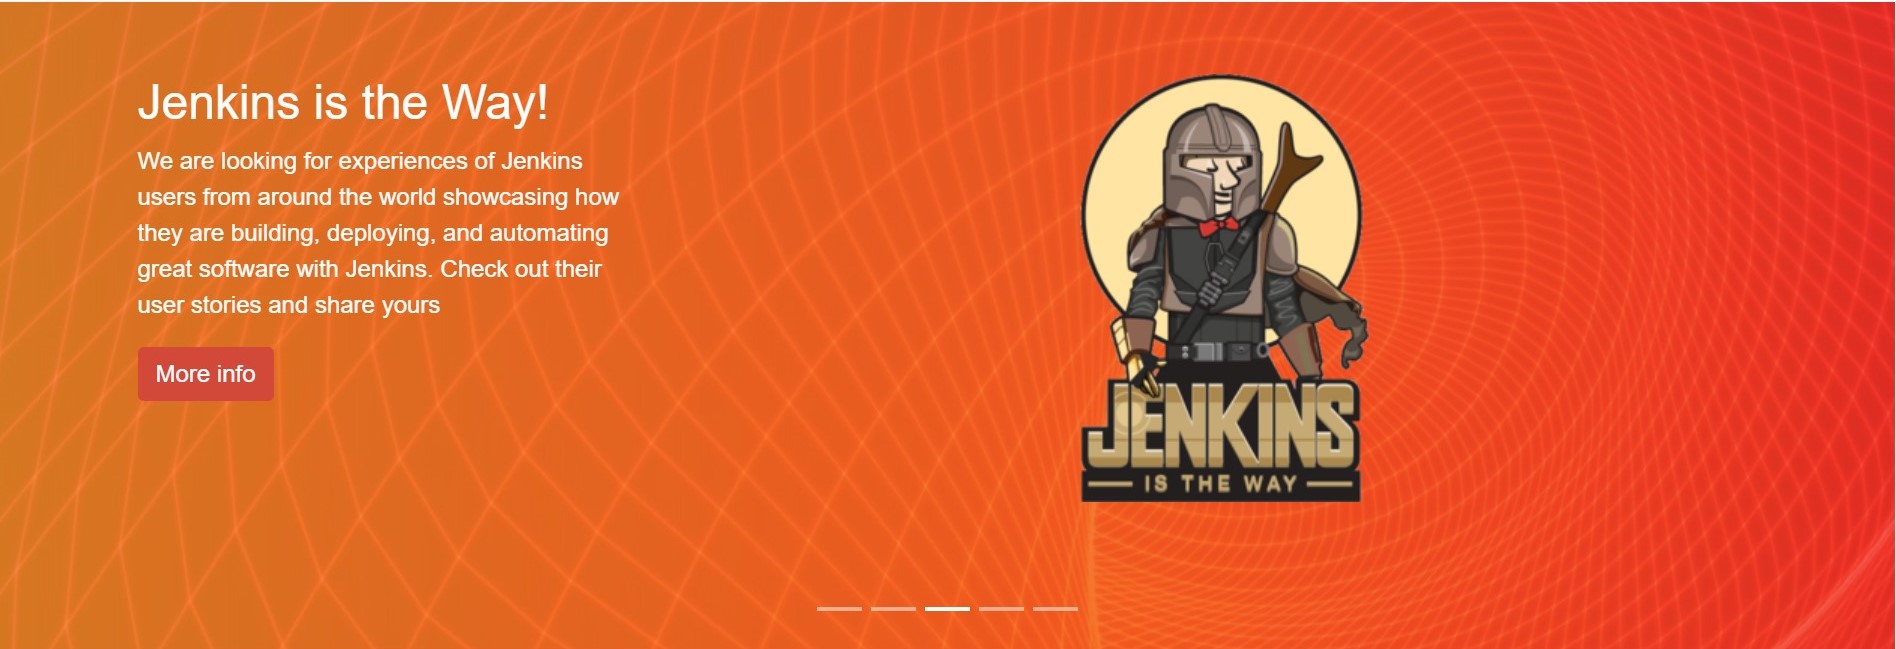 Jenkins is the Way!
We are looking for experiences of Jenkins
users from around the world showcasing how
they are building, deploying, and automating
great software with Jenkins. Check out their
user stories and share yours
More info
JENKINS
IS THE WAY